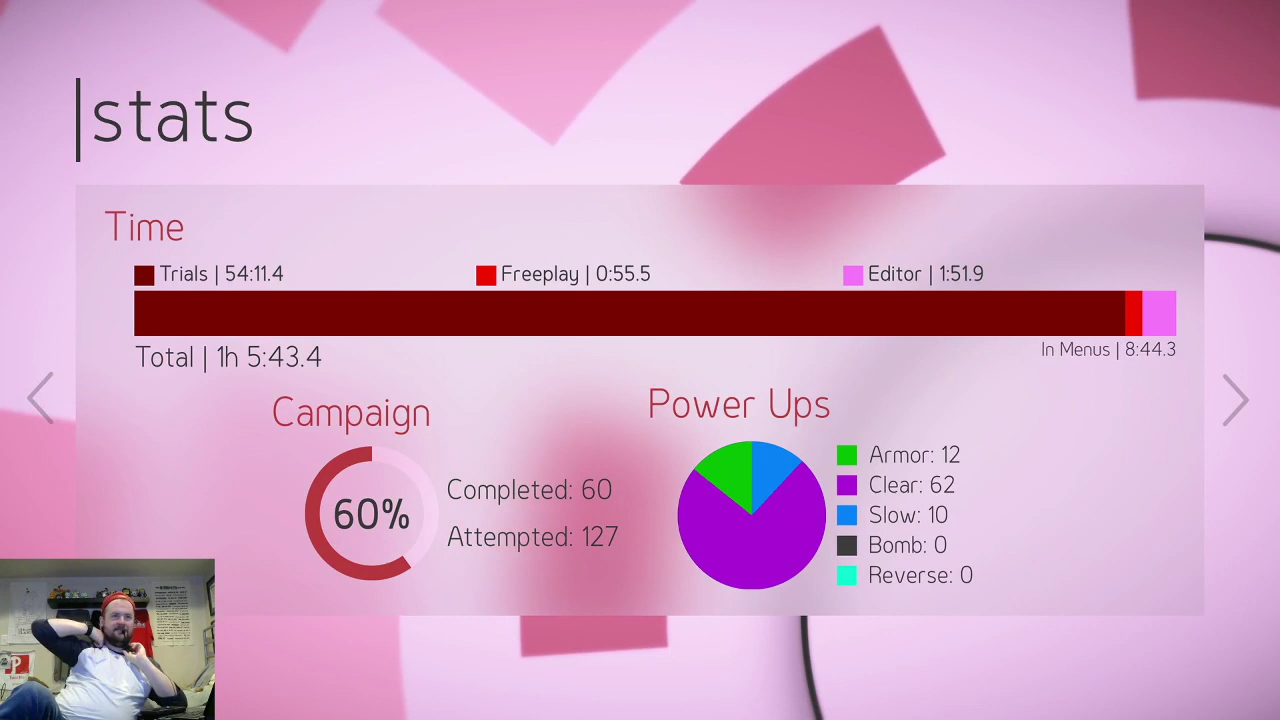 stats
Time
Trials | 54:11.4
Freeplay | 0:55.5
Editor | 1:51.9
Total | 1h 5:43.4
In Menus | 8:44.3
Campaign
60%
Completed: 60
Attempted: 127
Power Ups
Armor: 12
Clear: 62
Slow: 10
Bomb: 0
Reverse: 0
P